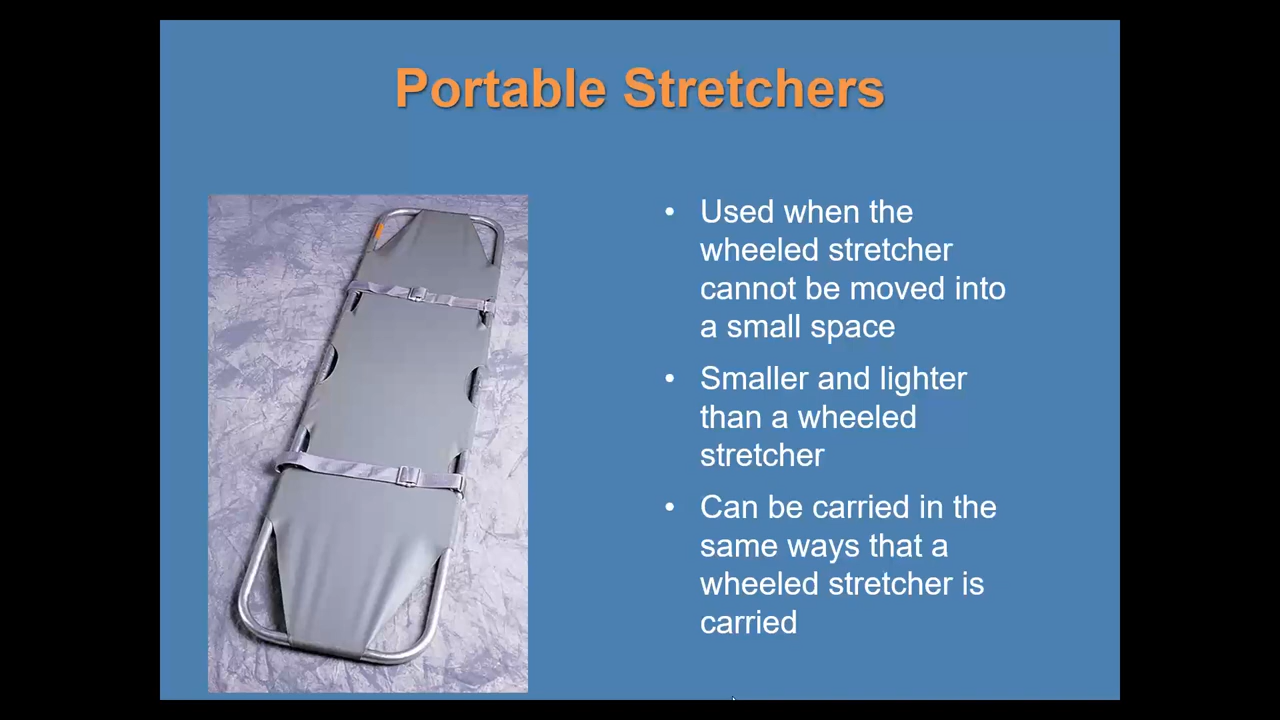 Portable Stretchers
• Used when the
wheeled stretcher
cannot be moved into
a small space
• Smaller and lighter
than a wheeled
stretcher
• Can be carried in the
same ways that a
wheeled stretcher is
carried